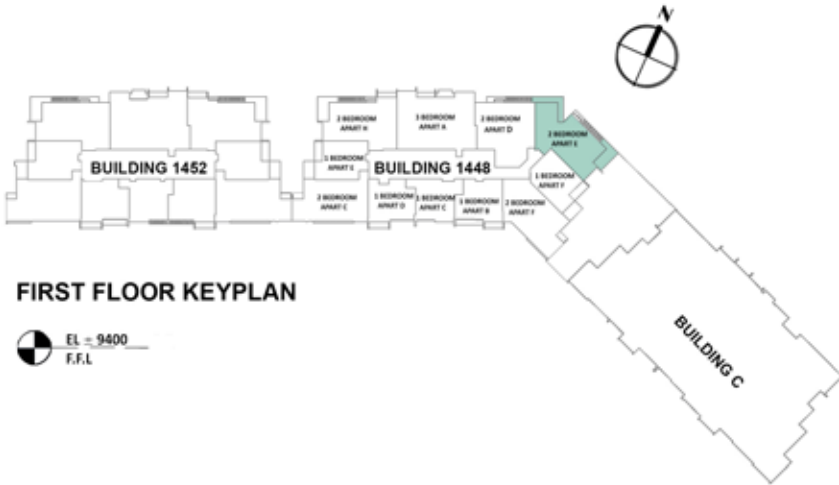 N
2 BEDROOM
APART H
3 BEDROOM
APART A
2 BEDROOM
APART D
2 BEDROOM
APART E
BUILDING 1452
1 BEDROOM
APART E
BUILDING 1448
1 BEDROOM
APART F
2 BEDROOM
APART C
1 BEDROOM
APART D
1 BEDROOM
APART C
1 BEDROOM
APART B
2 BEDROOM
APART F
FIRST FLOOR KEYPLAN
EL = 9400
F.F.L
BUILDING C